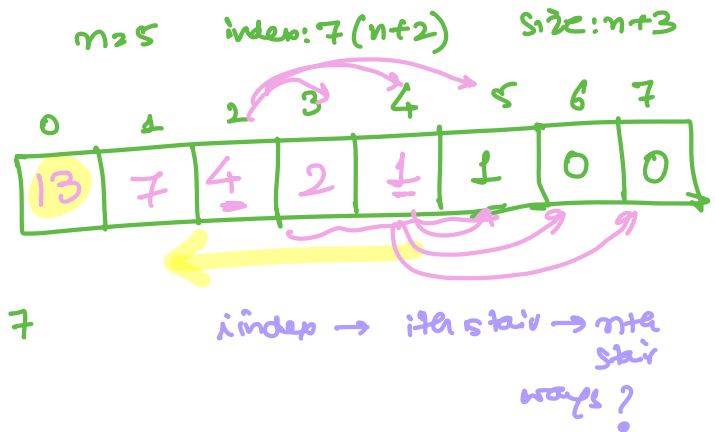 n=5 index: 7 (n+2) size: n+3
0 1 2 3 4 5 6 7
13 7 4 2 1 1 0 0
7
i index → ith stair → nth
stair
ways?